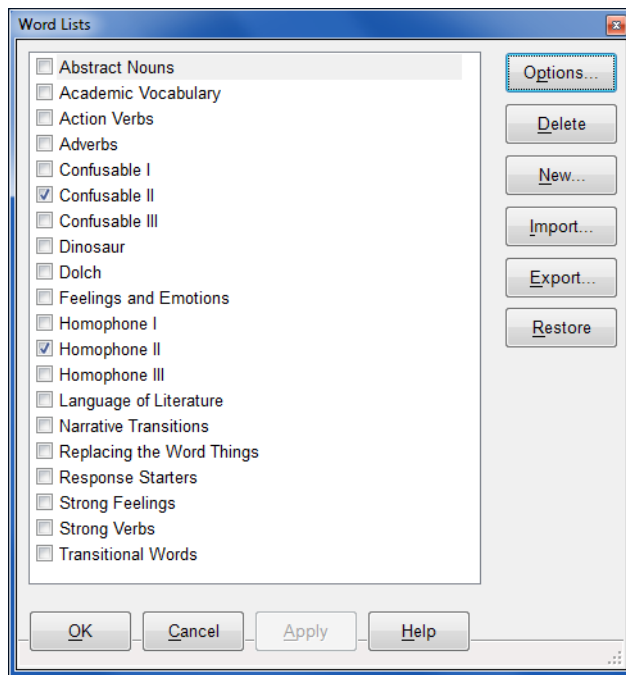 Word Lists
Abstract Nouns
Academic Vocabulary
Action Verbs
Adverbs
Confusable I
Confusable II
Confusable III
Dinosaur
Dolch
Feelings and Emotions
Homophone I
Homophone II
Homophone III
Language of Literature
Narrative Transitions
Replacing the Word Things
Response Starters
Strong Feelings
Strong Verbs
Transitional Words
Options...
Delete
New...
Import...
Export...
Restore
OK Cancel Apply Help